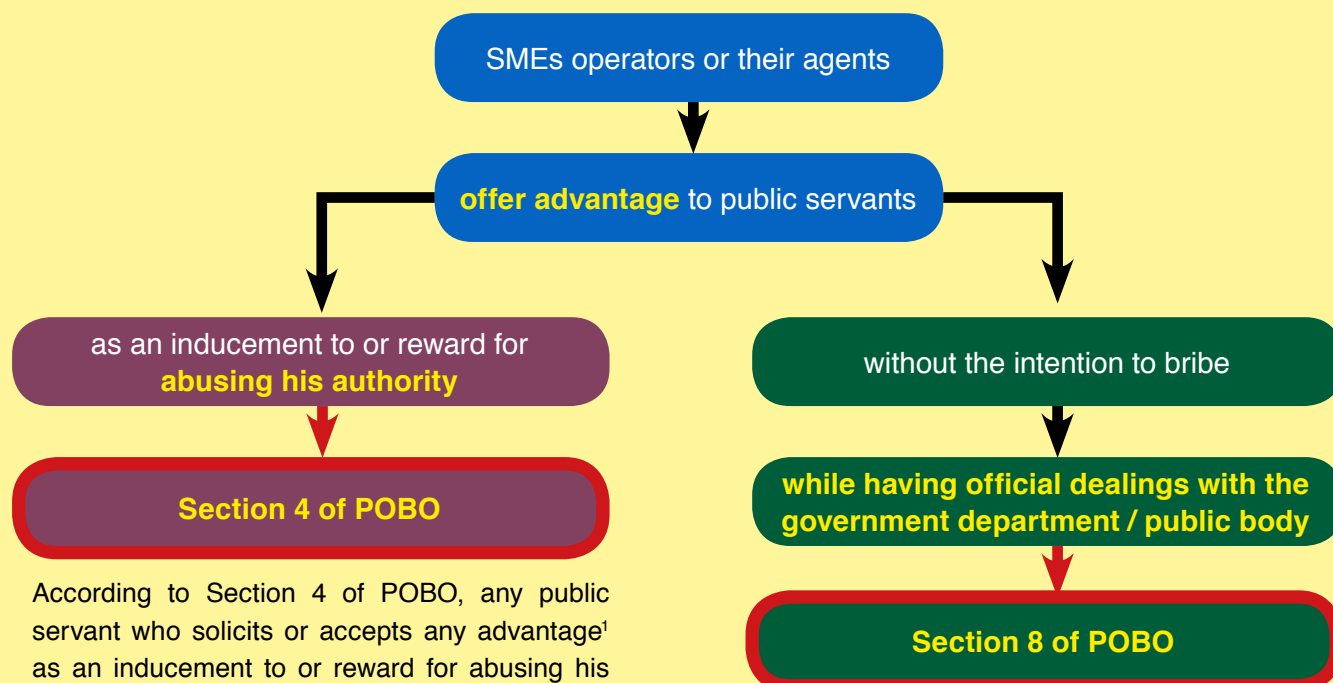 SMEs operators or their agents
offer advantage to public servants
as an inducement to or reward for
abusing his authority
Section 4 of POBO
According to Section 4 of POBO, any public
servant who solicits or accepts any advantage¹
as an inducement to or reward for abusing his
without the intention to bribe
while having official dealings with the
government department / public body
Section 8 of POBO